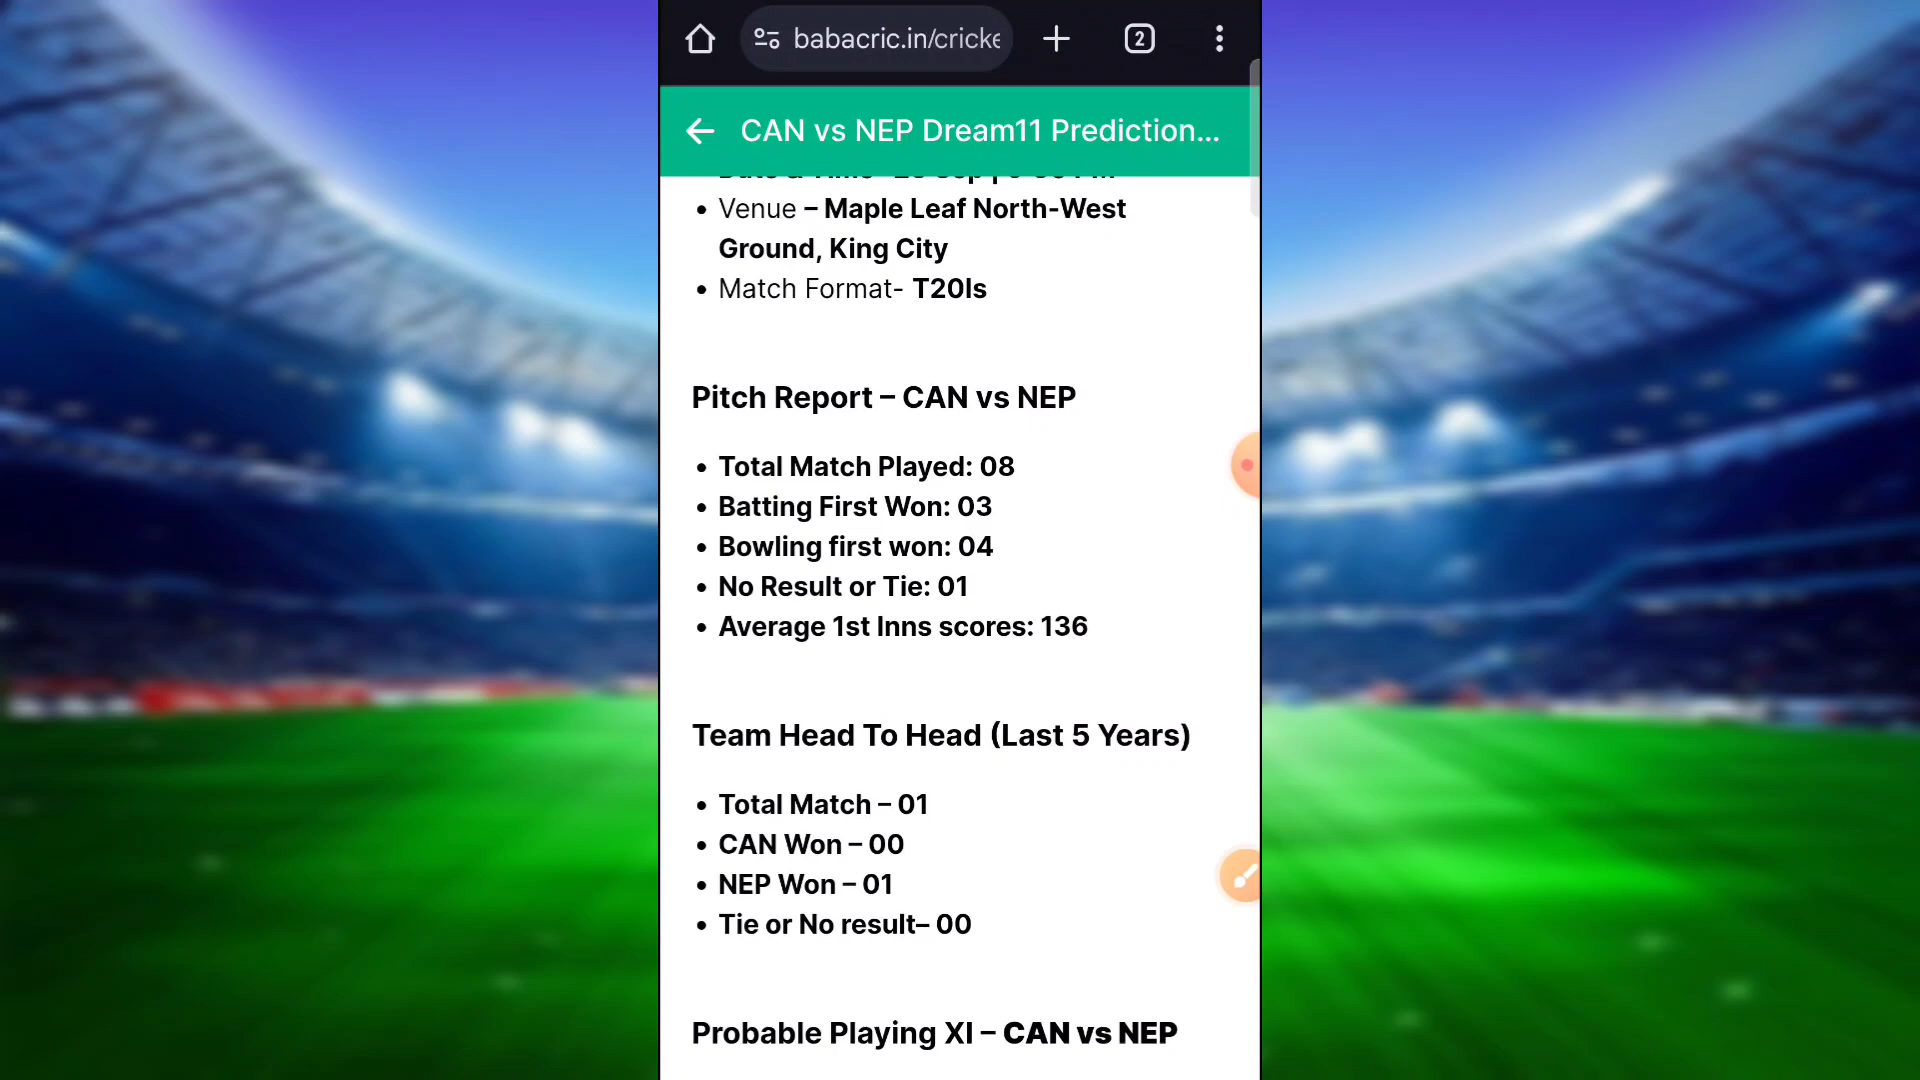 babacric.in/cricke
2
CAN vs NEP Dream11 Prediction...
Venue – Maple Leaf North-West
Ground, King City
Match Format- T20Is
Pitch Report – CAN vs NEP
Total Match Played: 08
Batting First Won: 03
Bowling first won: 04
No Result or Tie: 01
Average 1st Inns scores: 136
Team Head To Head (Last 5 Years)
Total Match – 01
CAN Won – 00
NEP Won – 01
Tie or No result– 00
Probable Playing XI – CAN vs NEP